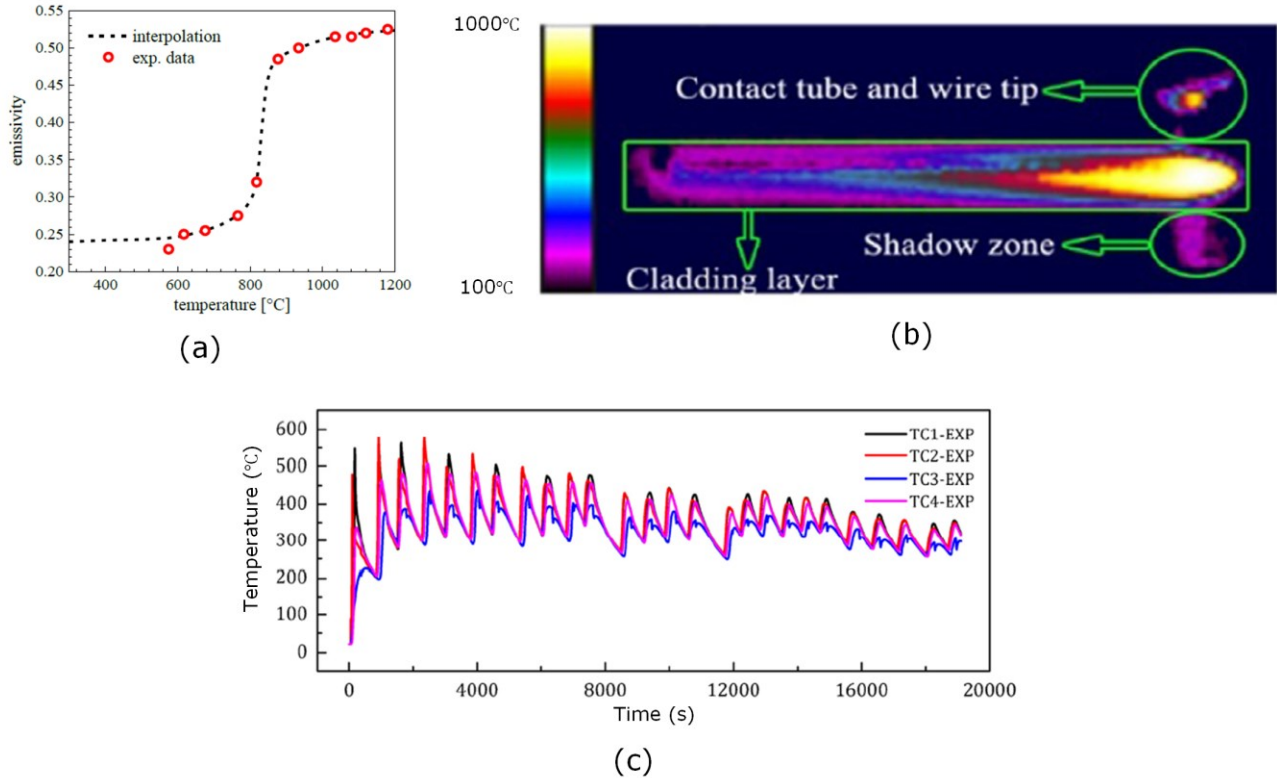 0.55
0.50
0.45
0.40
0.35
0.30
0.25
0.20
emissivity
interpolation
exp. data
400 600 800 1000 1200
temperature [°C]
(a)
1000℃
100℃
Contact tube and wire tip
Shadow zone
Cladding layer
(b)
600
500
400
300
200
100
0
Temperature (℃)
TC1-EXP
TC2-EXP
TC3-EXP
TC4-EXP
0 4000 8000 12000 16000 20000
Time (s)
(c)